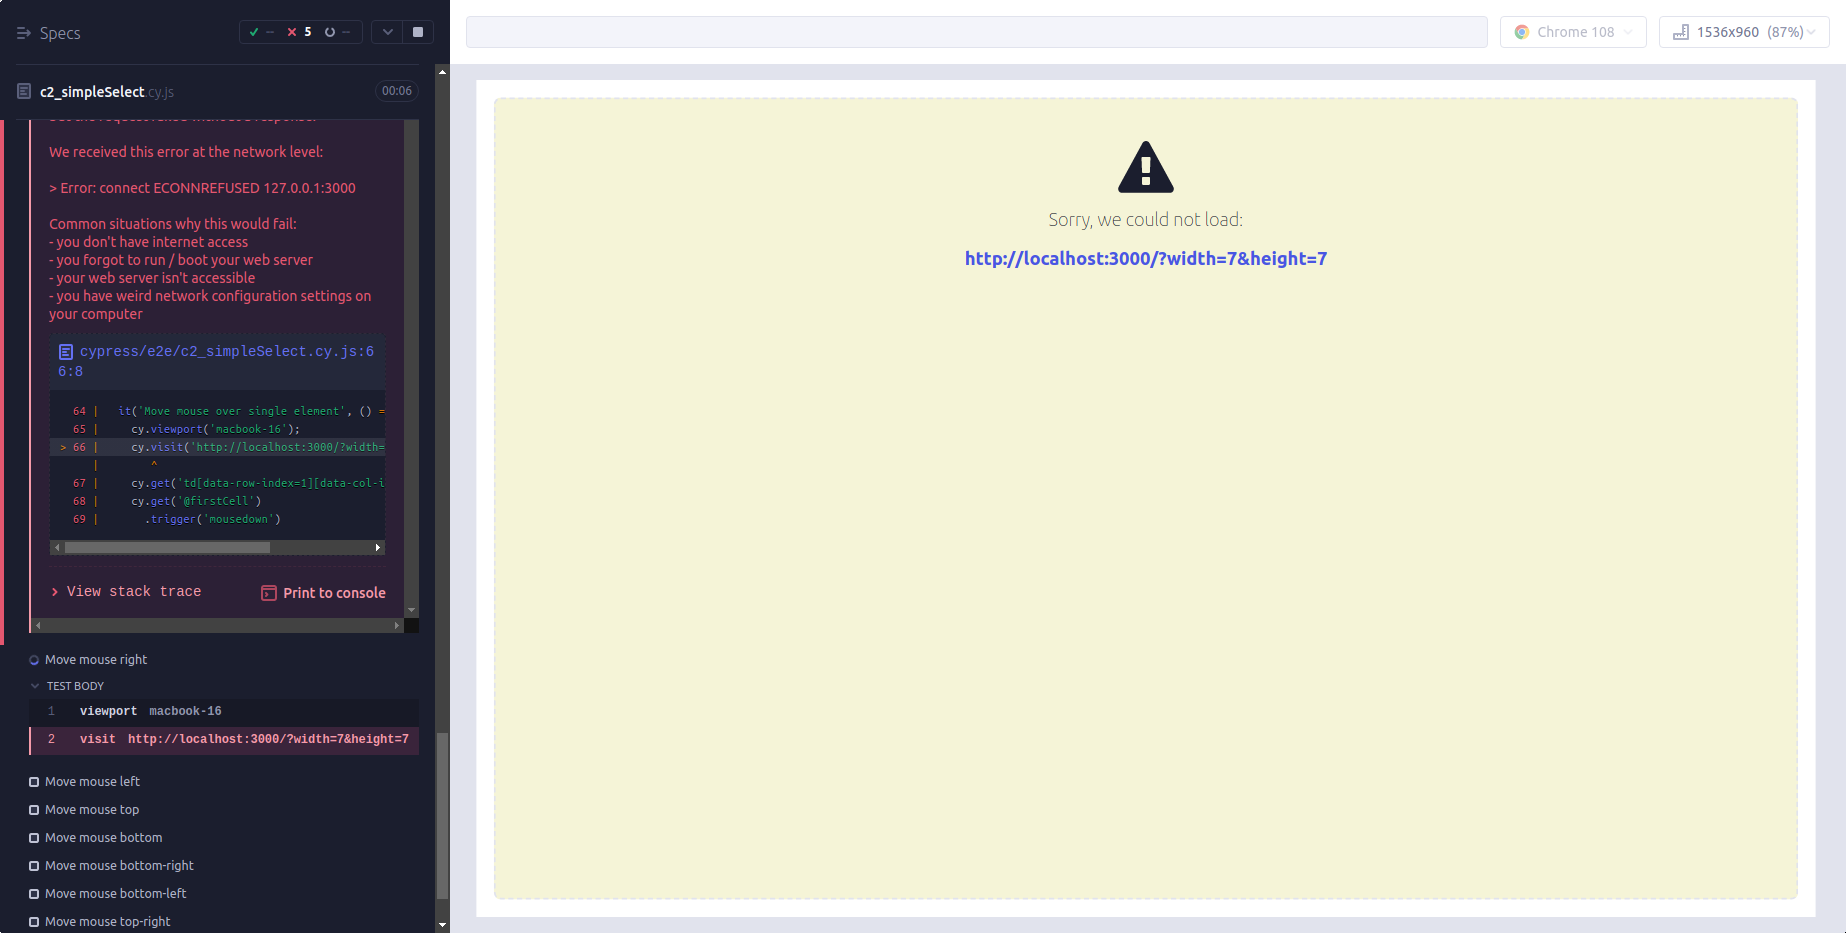 Specs
-- 5 --
c2_simpleSelect.cy.js
00:06
We received this error at the network level:
> Error: connect ECONNREFUSED 127.0.0.1:3000
Common situations why this would fail:
- you don't have internet access
- you forgot to run / boot your web server
- your web server isn't accessible
- you have weird network configuration settings on
your computer
cypress/e2e/c2_simpleSelect.cy.js:6
6:8
64 | it('Move mouse over single element', () =
65 | cy.viewport('macbook-16');
> 66 | cy.visit('http://localhost:3000/?width=
| ^
67 | cy.get('td[data-row-index=1][data-col-i
68 | cy.get('@firstCell')
69 | .trigger('mousedown')
View stack trace
Print to console
Move mouse right
TEST BODY
1 viewport macbook-16
2 visit http://localhost:3000/?width=7&height=7
Move mouse left
Move mouse top
Move mouse bottom
Move mouse bottom-right
Move mouse bottom-left
Move mouse top-right
Chrome 108
1536x960 (87%)
Sorry, we could not load:
http://localhost:3000/?width=7&height=7